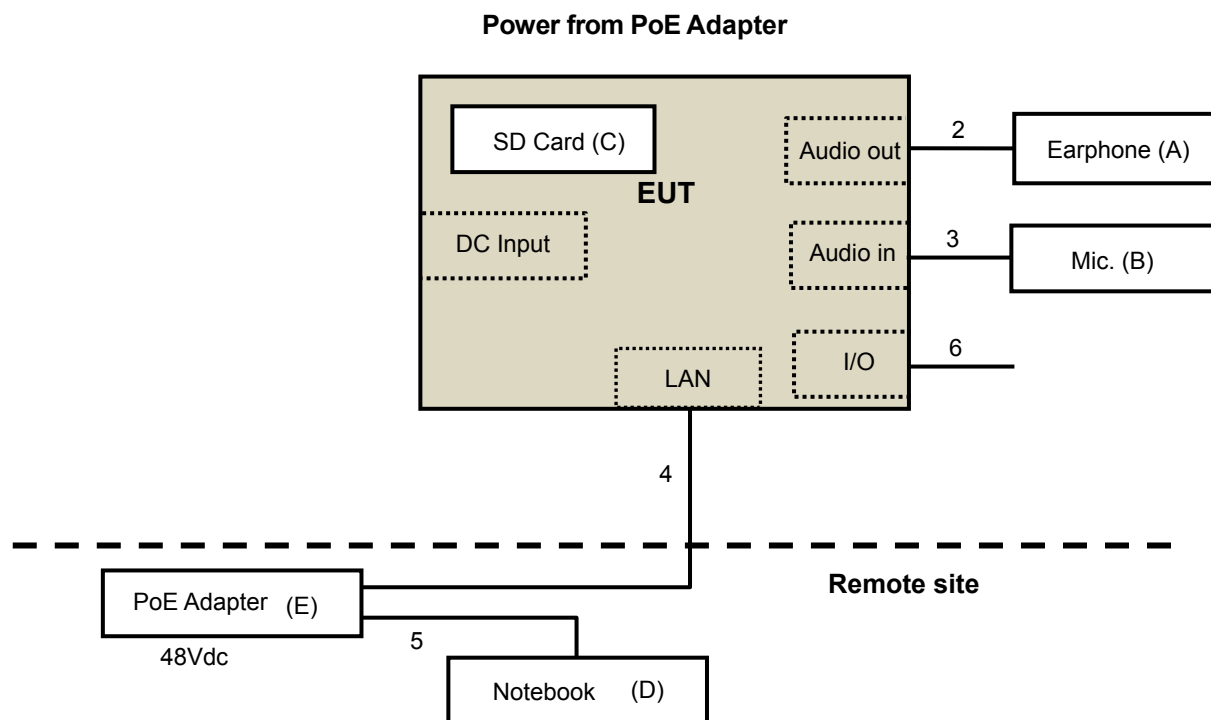 Power from PoE Adapter
SD Card (C)
Audio out
2
Earphone (A)
EUT
DC Input
Audio in
3
Mic. (B)
I/O
6
LAN
4
Remote site
PoE Adapter (E)
5
48Vdc
Notebook (D)